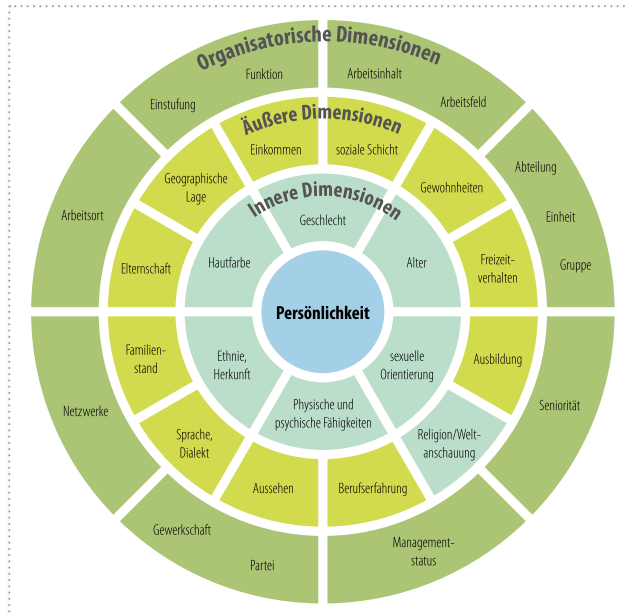 Organisatorische Dimensionen
Funktion
Einstufung
Arbeitsinhalt
Arbeitsfeld
Abteilung
Einheit
Gruppe
Seniorität
Management-
status
Partei
Gewerkschaft
Netzwerke
Arbeitsort
Äußere Dimensionen
Einkommen
soziale Schicht
Gewohnheiten
Freizeit-
verhalten
Ausbildung
Religion/Welt-
anschauung
Berufserfahrung
Aussehen
Sprache,
Dialekt
Familien-
stand
Elternschaft
Geographische
Lage
Innere Dimensionen
Geschlecht
Alter
sexuelle
Orientierung
Physische und
psychische Fähigkeiten
Ethnie,
Herkunft
Hautfarbe
Persönlichkeit